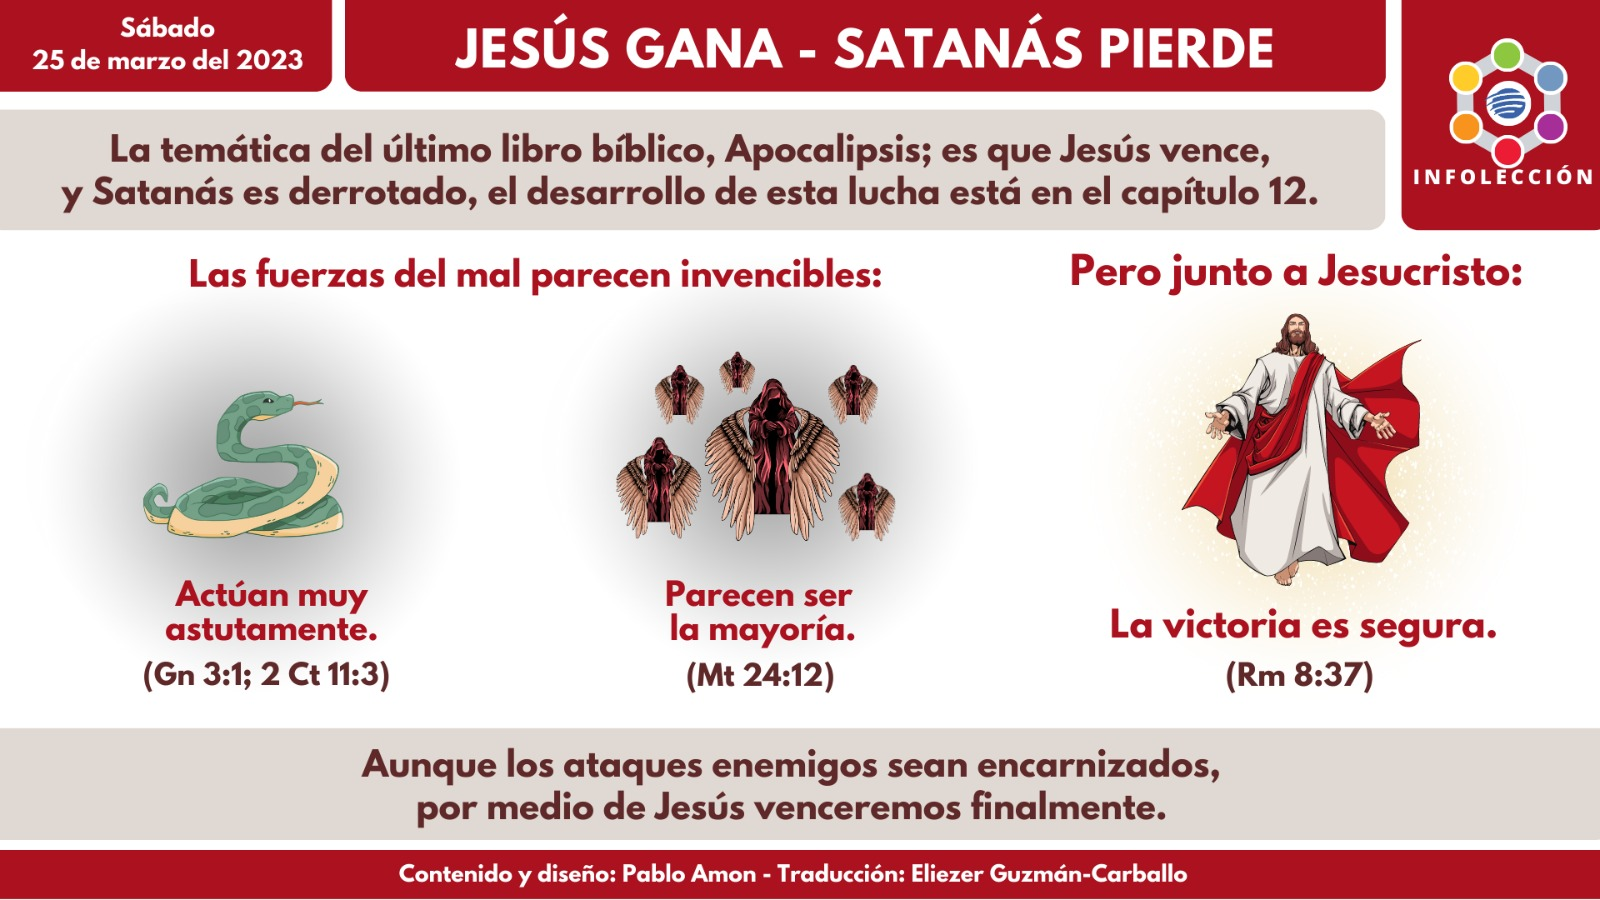 Sábado
25 de marzo del 2023
JESÚS GANA - SATANÁS PIERDE
INFOLECCIÓN
La temática del último libro bíblico, Apocalipsis; es que Jesús vence,
y Satanás es derrotado, el desarrollo de esta lucha está en el capítulo 12.
Las fuerzas del mal parecen invencibles:
Actúan muy
astutamente.
(Gn 3:1; 2 Ct 11:3)
Parecen ser
la mayoría.
(Mt 24:12)
Pero junto a Jesucristo:
La victoria es segura.
(Rm 8:37)
Aunque los ataques enemigos sean encarnizados,
por medio de Jesús venceremos finalmente.
Contenido y diseño: Pablo Amon - Traducción: Eliezer Guzmán-Carballo